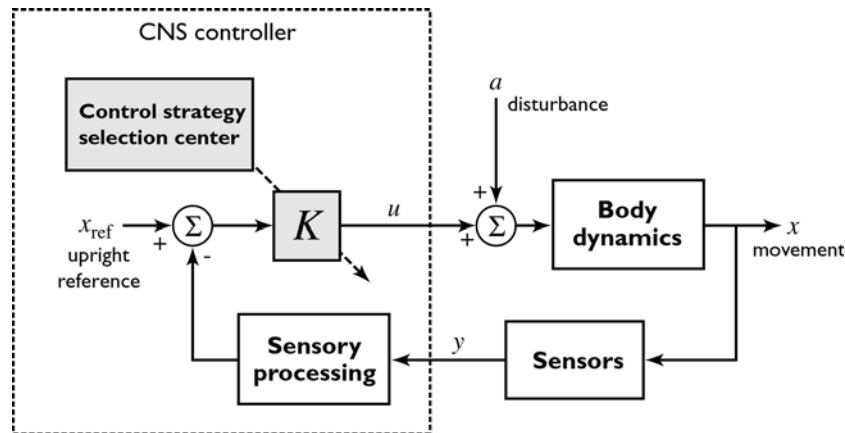 CNS controller
Control strategy
selection center
a
disturbance
+
x_ref
upright
reference
+
Σ
-
K
u
+
Σ
Body
dynamics
x
movement
Sensory
processing
y
Sensors